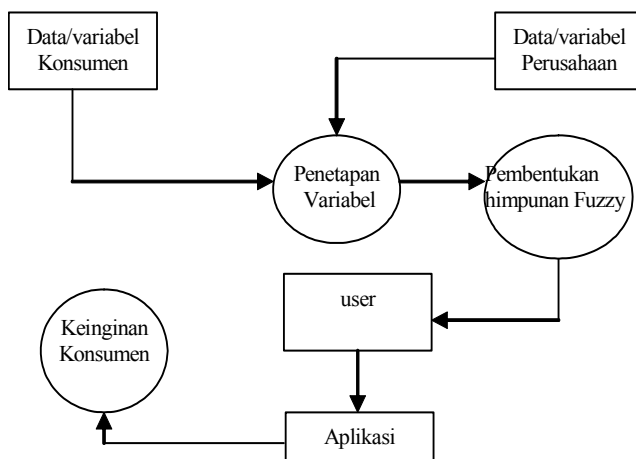 Data/variabel
Konsumen
Data/variabel
Perusahaan
Penetapan
Variabel
Pembentukan
himpunan Fuzzy
user
Keinginan
Konsumen
Aplikasi